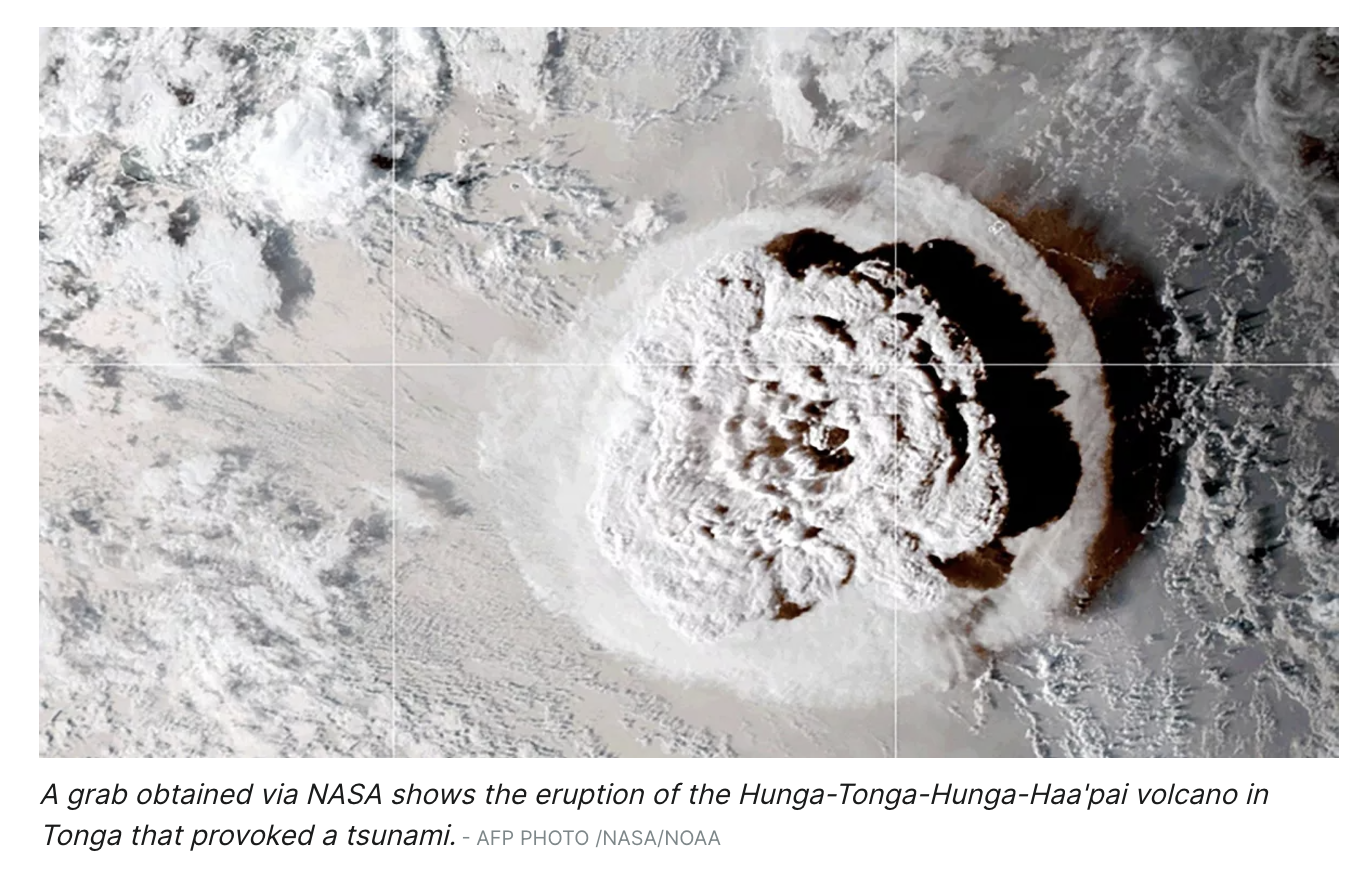 A grab obtained via NASA shows the eruption of the Hunga-Tonga-Hunga-Haa'pai volcano in
Tonga that provoked a tsunami. - AFP PHOTO /NASA/NOAA